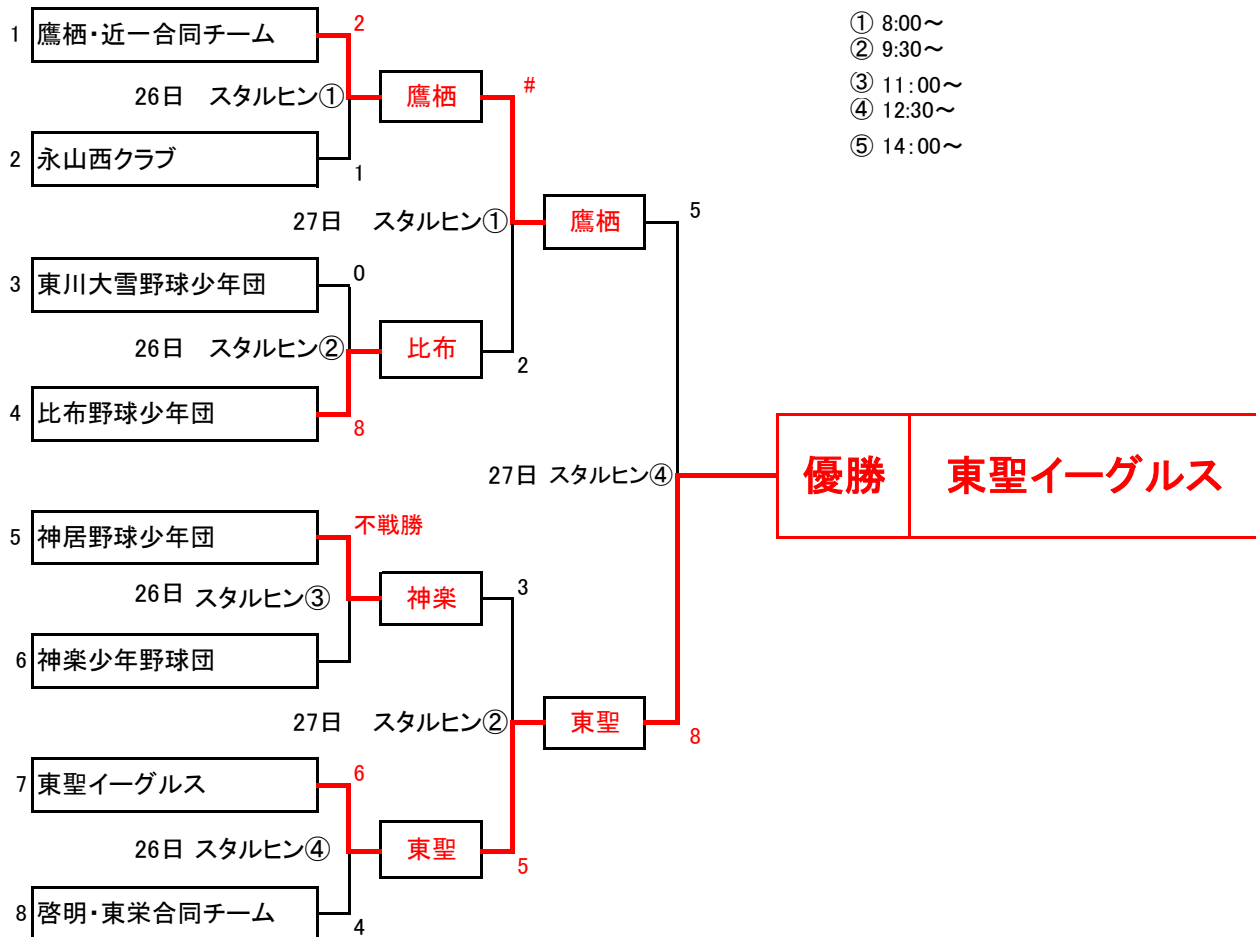 ① 8:00～
② 9:30～
③ 11:00～
④ 12:30～
⑤ 14:00～
1 鷹栖・近一合同チーム 2
26日 スタルヒン① 鷹栖 #
2 永山西クラブ 1
27日 スタルヒン① 鷹栖 5
3 東川大雪野球少年団 0
26日 スタルヒン② 比布 2
4 比布野球少年団 8
27日 スタルヒン④ 優勝 東聖イーグルス
5 神居野球少年団 不戦勝
26日 スタルヒン③ 神楽 3
6 神楽少年野球団
27日 スタルヒン② 東聖 8
7 東聖イーグルス 6
26日 スタルヒン④ 東聖 5
8 啓明・東栄合同チーム 4